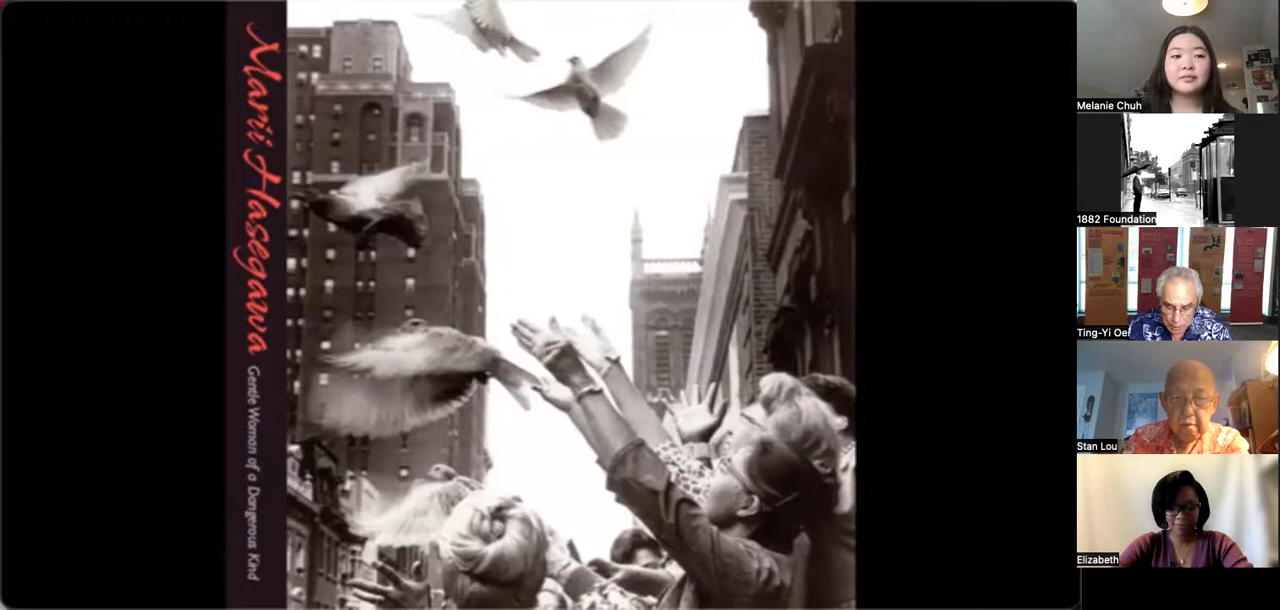 Marii Hasegawa Gentle Woman of a Dangerous Kind
Melanie Chuh
1882 Foundation
Ting-Yi Oei
Stan Lou
Elizabeth